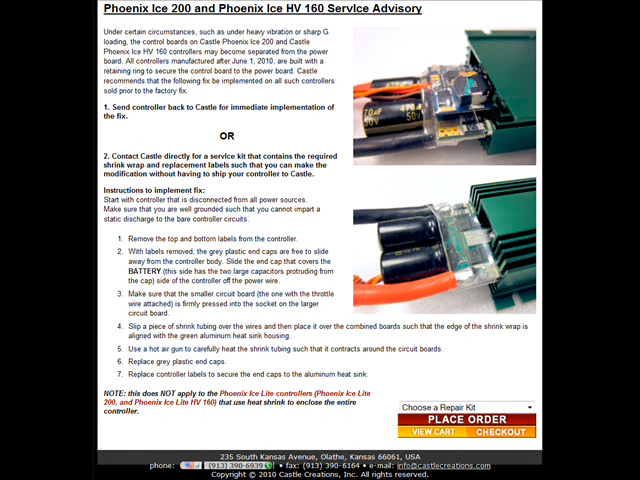 Phoenix Ice 200 and Phoenix Ice HV 160 ServIce Advisory
Under certain circumstances, such as under heavy vibration or sharp G
loading, the control boards on Castle Phoenix Ice 200 and Castle
Phoenix Ice HV 160 controllers may become separated from the power
board. All controllers manufactured after June 1, 2010, are built with a
retaining ring to secure the control board to the power board. Castle
recommends that the following fix be implemented on all such controllers
sold prior to the factory fix.
1. Send controller back to Castle for immediate implementation of
the fix.
OR
2. Contact Castle directly for a servIce kit that contains the required
shrink wrap and replacement labels such that you can make the
modification without having to ship your controller to Castle.
Instructions to implement fix:
Start with controller that is disconnected from all power sources.
Make sure that you are well grounded such that you cannot impart a
static discharge to the bare controller circuits.
1. Remove the top and bottom labels from the controller.
2. With labels removed, the grey plastic end caps are free to slide
away from the controller body. Slide the end cap that covers the
BATTERY (this side has the two large capacitors protruding from
the cap) side of the controller off the power wire.
3. Make sure that the smaller circuit board (the one with the throttle
wire attached) is firmly pressed into the socket on the larger
circuit board.
4. Slip a piece of shrink tubing over the wires and then place it over the combined boards such that the edge of the shrink wrap is
aligned with the green aluminum heat sink housing.
5. Use a hot air gun to carefully heat the shrink tubing such that it contracts around the circuit boards.
6. Replace grey plastic end caps.
7. Replace controller labels to secure the end caps to the aluminum heat sink.
NOTE: this does NOT apply to the Phoenix Ice Lite controllers (Phoenix Ice Lite
200, and Phoenix Ice Lite HV 160) that use heat shrink to enclose the entire
controller.
Choose a Repair Kit
PLACE ORDER
VIEW CART CHECKOUT
235 South Kansas Avenue, Olathe, Kansas 66061, USA
phone: (913) 390-6939 • fax: (913) 390-6164 • e-mail: info@castlecreations.com
Copyright © 2010 Castle Creations, Inc. All rights reserved.
470
50V
50V